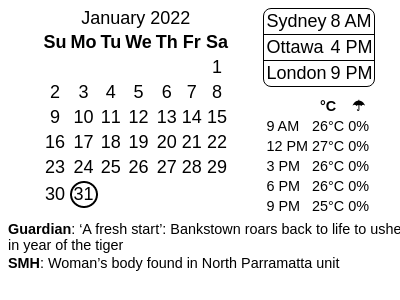 January 2022
Su Mo Tu We Th Fr Sa
1
2 3 4 5 6 7 8
9 10 11 12 13 14 15
16 17 18 19 20 21 22
23 24 25 26 27 28 29
30 31
Sydney 8 AM
Ottawa 4 PM
London 9 PM
°C ☂
9 AM 26°C 0%
12 PM 27°C 0%
3 PM 26°C 0%
6 PM 26°C 0%
9 PM 25°C 0%
Guardian: ‘A fresh start’: Bankstown roars back to life to ushe
in year of the tiger
SMH: Woman’s body found in North Parramatta unit